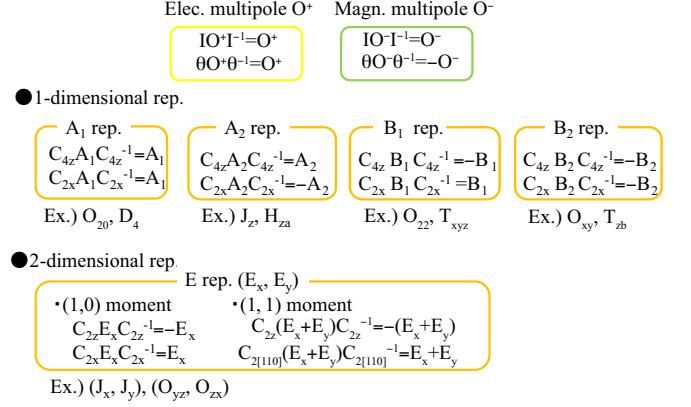 Elec. multipole O⁺ Magn. multipole O⁻
IO⁺I⁻¹=O⁺ IO⁻I⁻¹=O⁻
θO⁺θ⁻¹=O⁺ θO⁻θ⁻¹=−O⁻
●1-dimensional rep.
A₁ rep. A₂ rep. B₁ rep. B₂ rep.
C₄zA₁C₄z⁻¹=A₁ C₄zA₂C₄z⁻¹=A₂ C₄z B₁ C₄z⁻¹ =−B₁ C₄z B₂ C₄z⁻¹=−B₂
C₂xA₁C₂x⁻¹=A₁ C₂xA₂C₂x⁻¹=−A₂ C₂x B₁ C₂x⁻¹ =B₁ C₂x B₂ C₂x⁻¹=−B₂
Ex.) O₂₀, D₄ Ex.) Jz, Hza Ex.) O₂₂, Txyz Ex.) Oxy, Tzb
●2-dimensional rep.
E rep. (Ex, Ey)
・(1,0) moment ・(1, 1) moment
C₂zExC₂z⁻¹=−Ex C₂z(Ex+Ey)C₂z⁻¹=−(Ex+Ey)
C₂xExC₂x⁻¹=Ex C₂[110](Ex+Ey)C₂[110]⁻¹=Ex+Ey
Ex.) (Jx, Jy), (Oyz, Ozx)